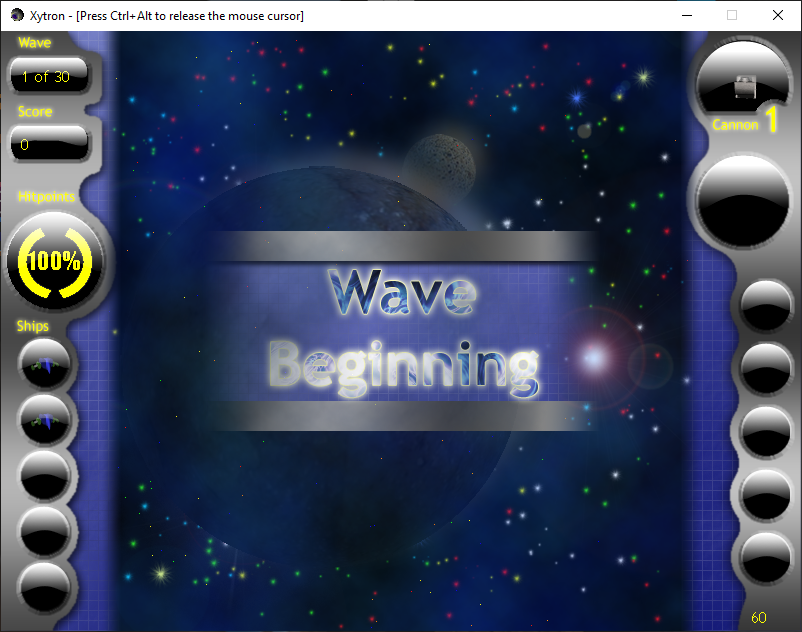 Xytron - [Press Ctrl+Alt to release the mouse cursor]
Wave
1 of 30
Score
0
Hitpoints
100%
Ships
Wave
Beginning
Cannon 1
60